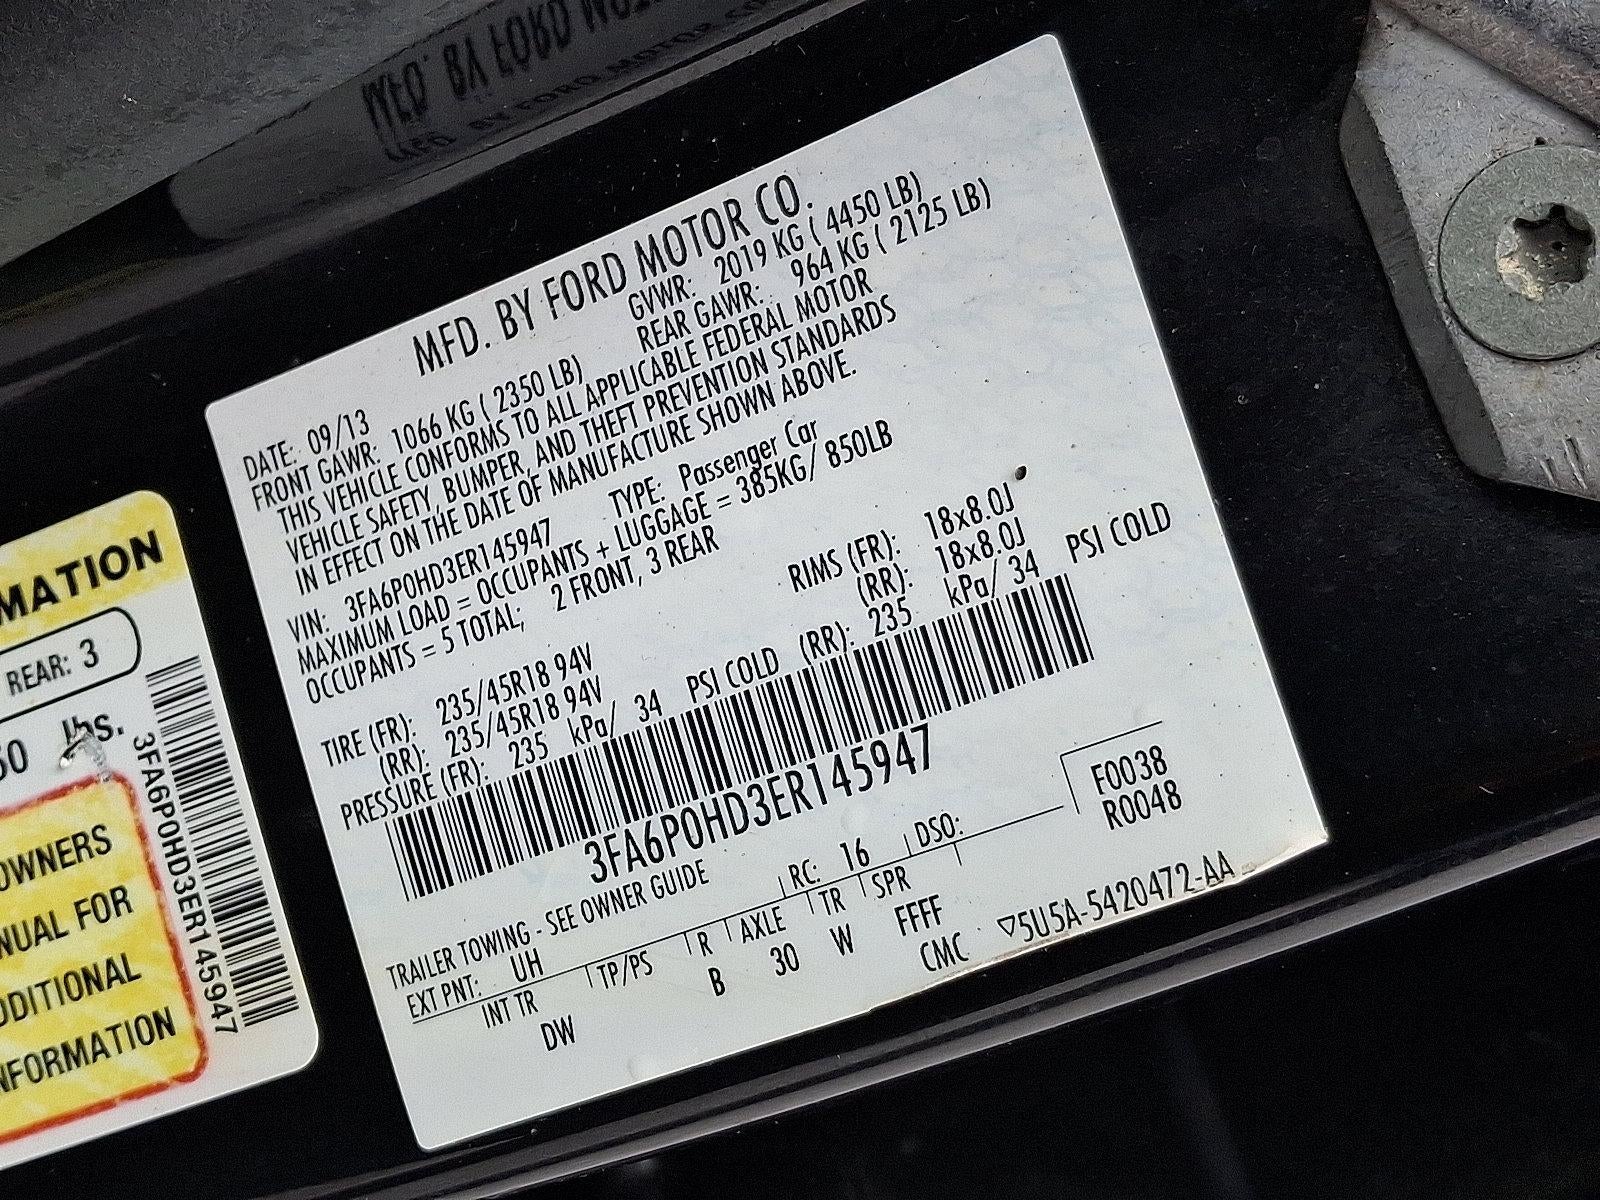 MFD. BY FORD MOTOR CO.
DATE: 09/13 GVWR: 2019 KG ( 4450 LB)
FRONT GAWR: 1066 KG ( 2350 LB) REAR GAWR: 964 KG ( 2125 LB)
THIS VEHICLE CONFORMS TO ALL APPLICABLE FEDERAL MOTOR
VEHICLE SAFETY, BUMPER, AND THEFT PREVENTION STANDARDS
IN EFFECT ON THE DATE OF MANUFACTURE SHOWN ABOVE.
VIN: 3FA6P0HD3ER145947 TYPE: Passenger Car
MAXIMUM LOAD = OCCUPANTS + LUGGAGE = 385KG/ 850LB
OCCUPANTS = 5 TOTAL; 2 FRONT, 3 REAR
TIRE (FR): 235/45R18 94V RIMS (FR): 18x8.0J
(RR): 235/45R18 94V (RR): 18x8.0J
PRESSURE (FR): 235 kPa/ 34 PSI COLD (RR): 235 kPa/ 34 PSI COLD
3FA6P0HD3ER145947
F0038
R0048
TRAILER TOWING - SEE OWNER GUIDE
EXT PNT: UH RC: 16 DSO:
INT TR TP/PS R AXLE TR SPR
DW B 30 W FFFF
CMC ▽5U5A-5420472-AA
MATION
REAR: 3
50 lbs.
OWNERS
NUAL FOR
DDITIONAL
NFORMATION
3FA6P0HD3ER145947
MFD. BY FORD MOTOR CO